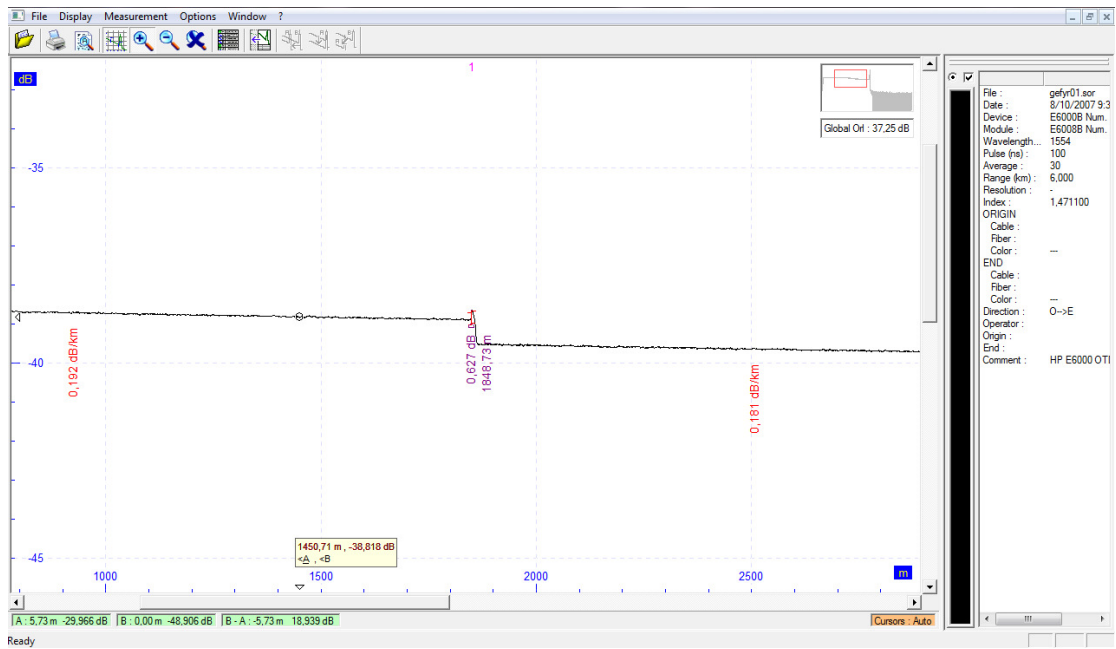 File Display Measurement Options Window ?
dB
1
Global Orl : 37,25 dB
-35
-40
-45
0,192 dB/km
0,627 dB
1848,73 m
0,181 dB/km
1450,71 m , -38,818 dB
<A , <B
1000 1500 2000 2500 m
A : 5,73 m -29,966 dB B : 0,00 m -48,906 dB B - A : -5,73 m 18,939 dB Cursors : Auto
Ready
File : gefyr01.sor
Date : 8/10/2007 9:3
Device : E6000B Num.
Module : E6008B Num.
Wavelength... 1554
Pulse (ns) : 100
Average : 30
Range (km) : 6,000
Resolution : -
Index : 1,471100
ORIGIN
Cable :
Fiber :
Color : ---
END
Cable :
Fiber :
Color : ---
Direction : O-->E
Operator :
Origin :
End :
Comment : HP E6000 OTI